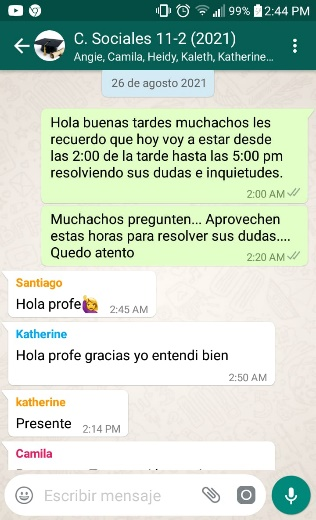 99% 2:44 PM
C. Sociales 11-2 (2021)
Angie, Camila, Heidy, Kaleth, Katherine...
26 de agosto 2021
Hola buenas tardes muchachos les
recuerdo que hoy voy a estar desde
las 2:00 de la tarde hasta las 5:00 pm
resolviendo sus dudas e inquietudes.
2:00 AM
Muchachos pregunten... Aprovechen
estas horas para resolver sus dudas....
Quedo atento
2:20 AM
Santiago
Hola profe🙋
2:45 AM
Katherine
Hola profe gracias yo entendi bien
2:50 AM
katherine
Presente 2:14 PM
Camila
Escribir mensaje